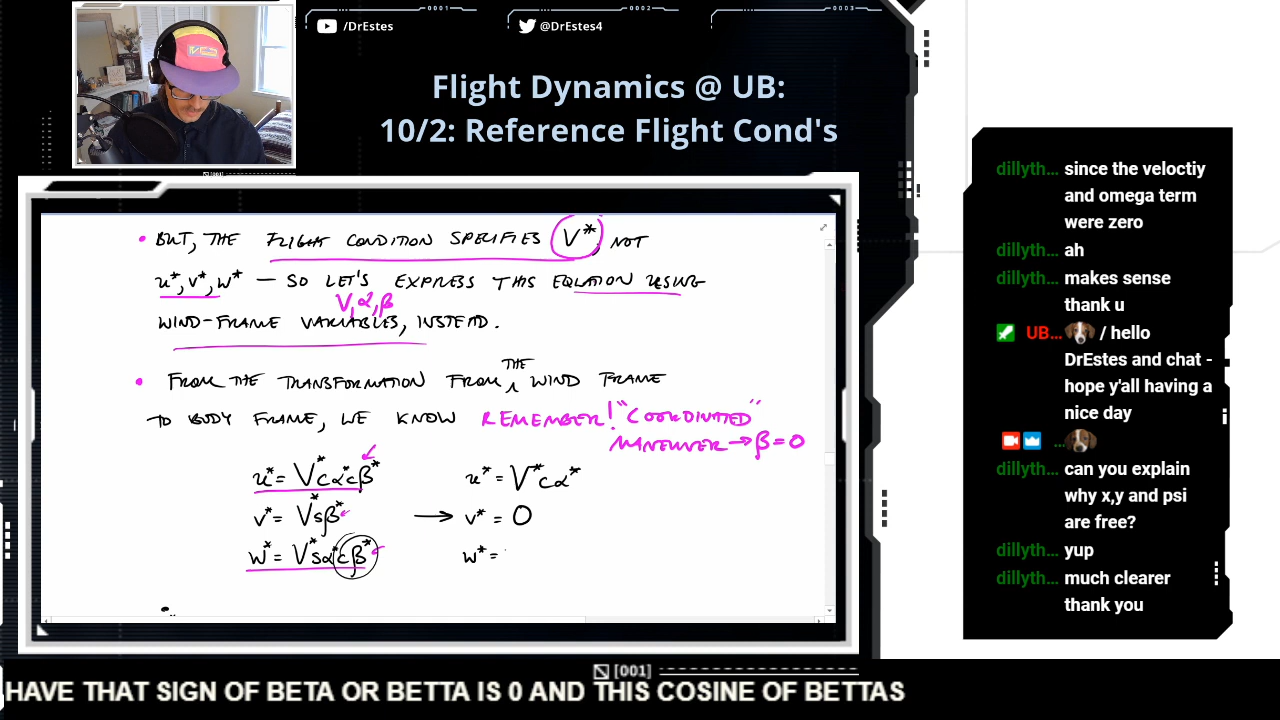 0001
0002
0003
/DrEstes
@DrEstes4
Flight Dynamics @ UB:
10/2: Reference Flight Cond's
[001]
• BUT, THE FLIGHT CONDITION SPECIFIES V*, NOT
u*, v*, w* — SO LET'S EXPRESS THIS EQUATION USING
V, α, β
WIND-FRAME VARIABLES, INSTEAD.
• FROM THE TRANSFORMATION FROM THE WIND FRAME
TO BODY FRAME, WE KNOW REMEMBER! "COORDINATED"
MANEUVER → β = 0
u* = V*cα*cβ* u* = V*cα*
v* = V*sβ* → v* = 0
w* = V*sα*cβ* w* =
dillyth... since the veloctiy
and omega term
were zero
dillyth... ah
dillyth... makes sense
thank u
UB... / hello
DrEstes and chat -
hope y'all having a
nice day
...
dillyth... can you explain
why x,y and psi
are free?
dillyth... yup
dillyth... much clearer
thank you
[001]
HAVE THAT SIGN OF BETA OR BETTA IS 0 AND THIS COSINE OF BETTAS